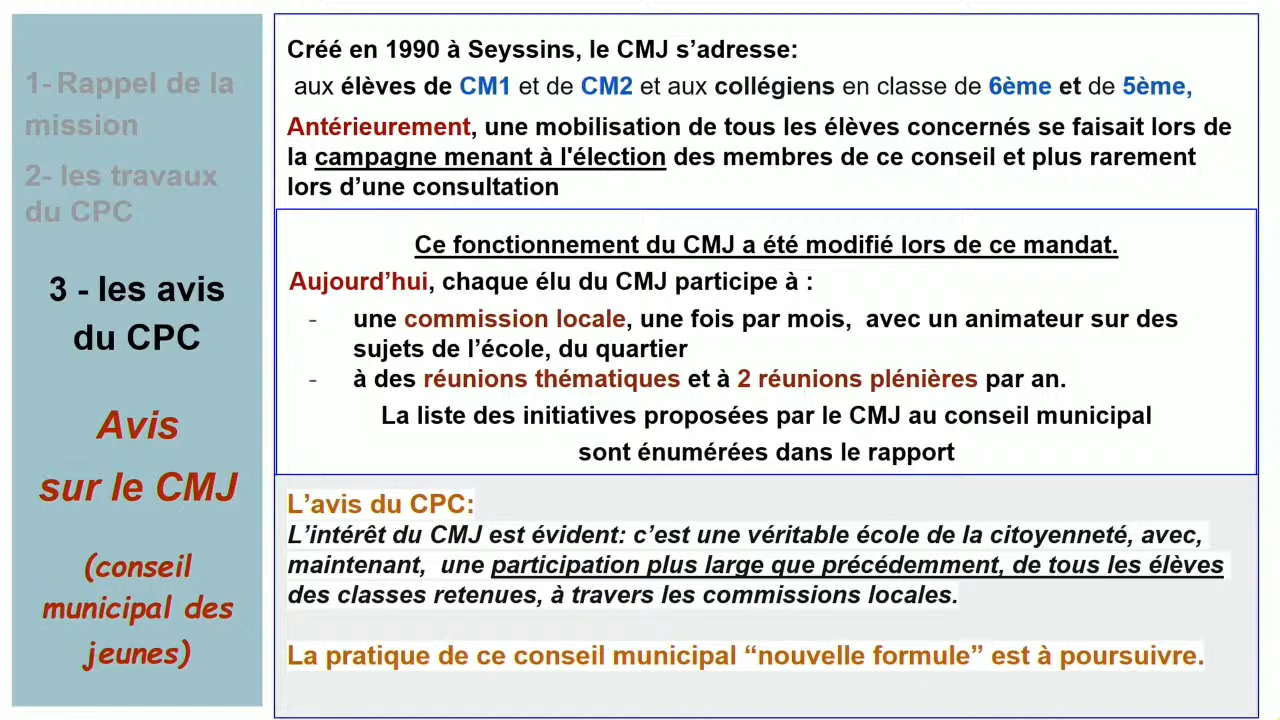 1- Rappel de la
mission
2- les travaux
du CPC
3 - les avis
du CPC
Avis
sur le CMJ
(conseil
municipal des
jeunes)
Créé en 1990 à Seyssins, le CMJ s’adresse:
aux élèves de CM1 et de CM2 et aux collégiens en classe de 6ème et de 5ème,
Antérieurement, une mobilisation de tous les élèves concernés se faisait lors de
la campagne menant à l'élection des membres de ce conseil et plus rarement
lors d’une consultation
Ce fonctionnement du CMJ a été modifié lors de ce mandat.
Aujourd’hui, chaque élu du CMJ participe à :
- une commission locale, une fois par mois, avec un animateur sur des
sujets de l’école, du quartier
- à des réunions thématiques et à 2 réunions plénières par an.
La liste des initiatives proposées par le CMJ au conseil municipal
sont énumérées dans le rapport
L’avis du CPC:
L’intérêt du CMJ est évident: c’est une véritable école de la citoyenneté, avec,
maintenant, une participation plus large que précédemment, de tous les élèves
des classes retenues, à travers les commissions locales.
La pratique de ce conseil municipal “nouvelle formule” est à poursuivre.